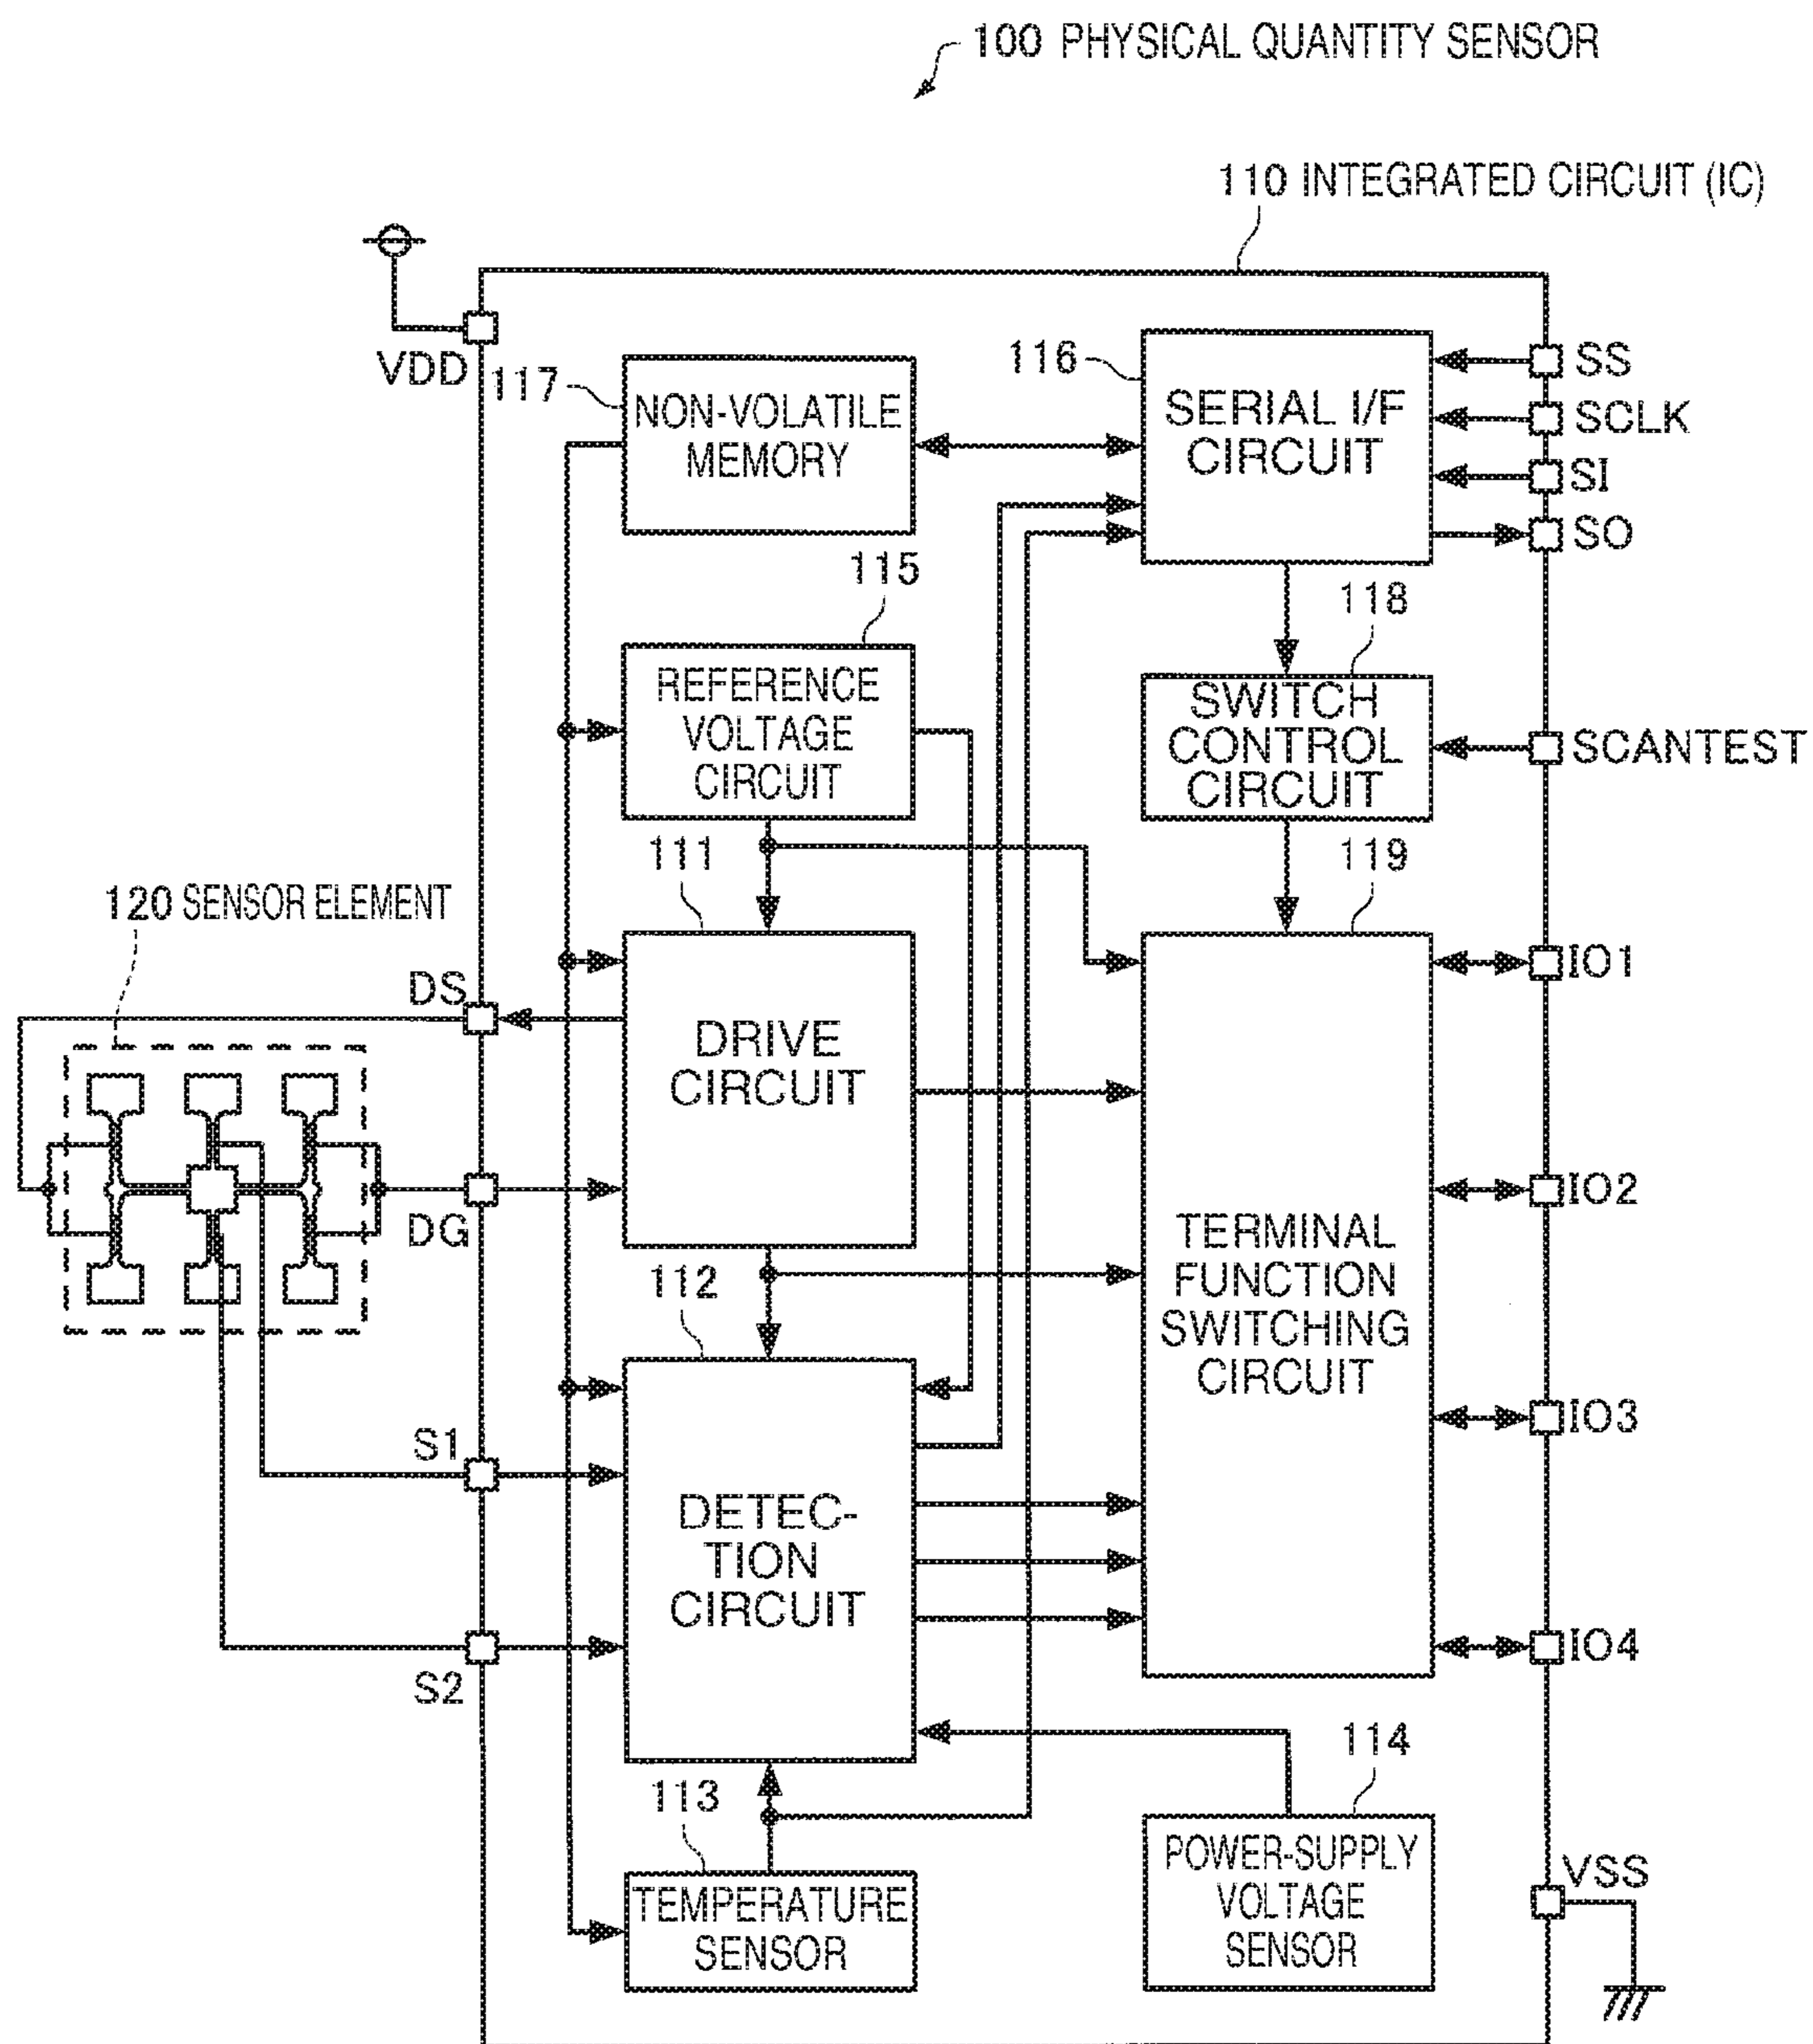 100 PHYSICAL QUANTITY SENSOR
110 INTEGRATED CIRCUIT (IC)
VDD
117
NON-VOLATILE
MEMORY
116
SERIAL I/F
CIRCUIT
SS
SCLK
SI
SO
115
REFERENCE
VOLTAGE
CIRCUIT
118
SWITCH
CONTROL
CIRCUIT
SCANTEST
111
119
120 SENSOR ELEMENT
DS
DRIVE
CIRCUIT
DG
IO1
IO2
TERMINAL
FUNCTION
SWITCHING
CIRCUIT
112
IO3
S1
DETEC-
TION
CIRCUIT
S2
IO4
113
114
TEMPERATURE
SENSOR
POWER-SUPPLY
VOLTAGE
SENSOR
VSS